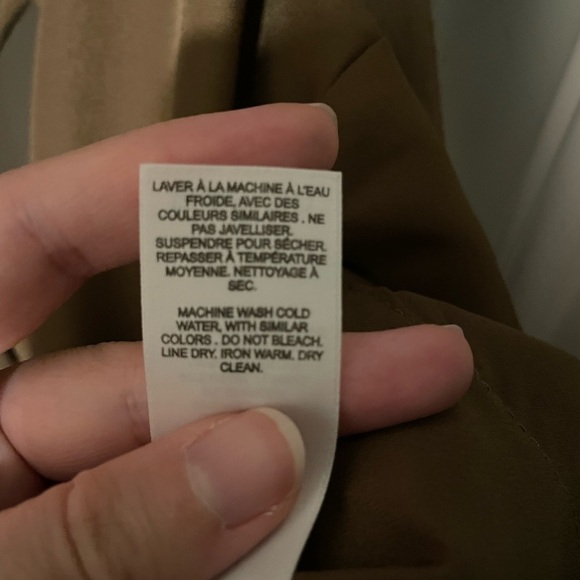 LAVER À LA MACHINE À L'EAU
FROIDE, AVEC DES
COULEURS SIMILAIRES . NE
PAS JAVELLISER.
SUSPENDRE POUR SÉCHER.
REPASSER À TEMPÉRATURE
MOYENNE. NETTOYAGE À
SEC.
MACHINE WASH COLD
WATER, WITH SIMILAR
COLORS . DO NOT BLEACH.
LINE DRY. IRON WARM. DRY
CLEAN.